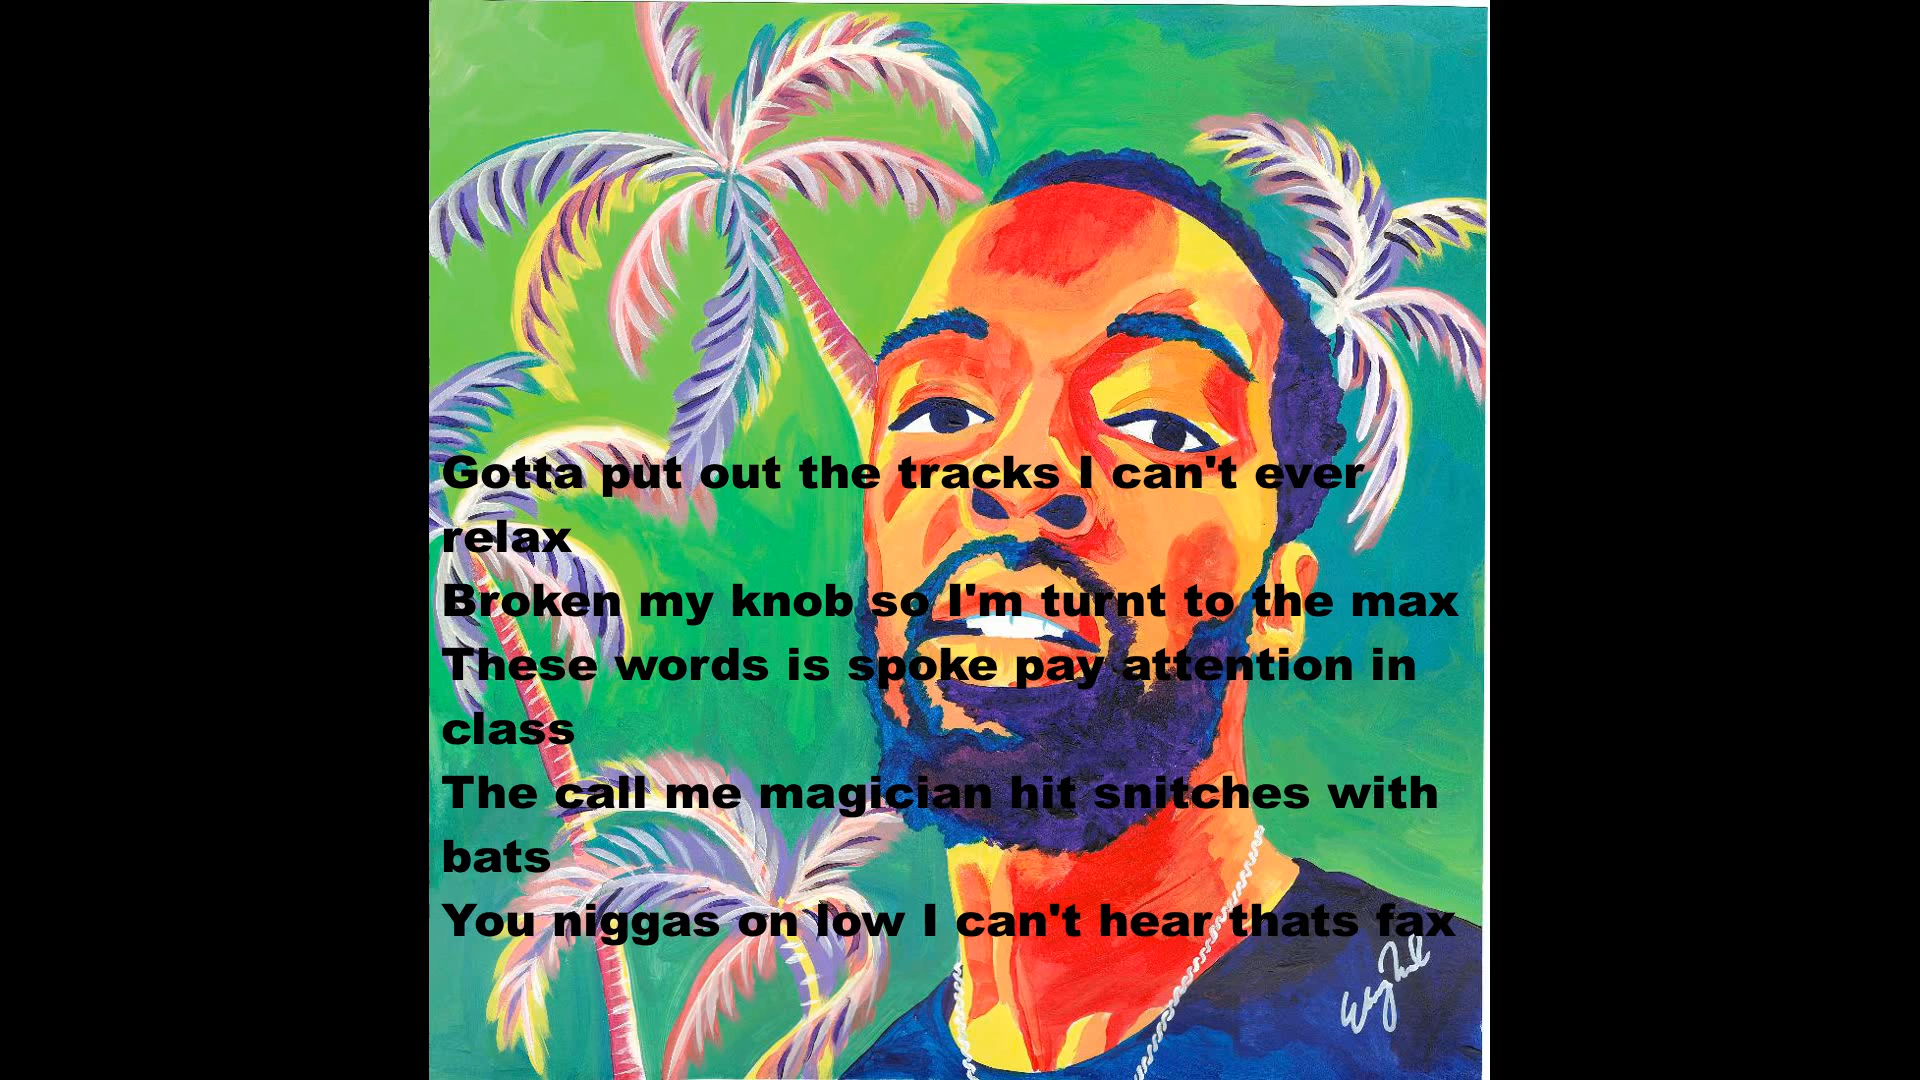 Gotta put out the tracks I can't ever
relax
Broken my knob so I'm turnt to the max
These words is spoke pay attention in
class
The call me magician hit snitches with
bats
You niggas on low I can't hear thats fax